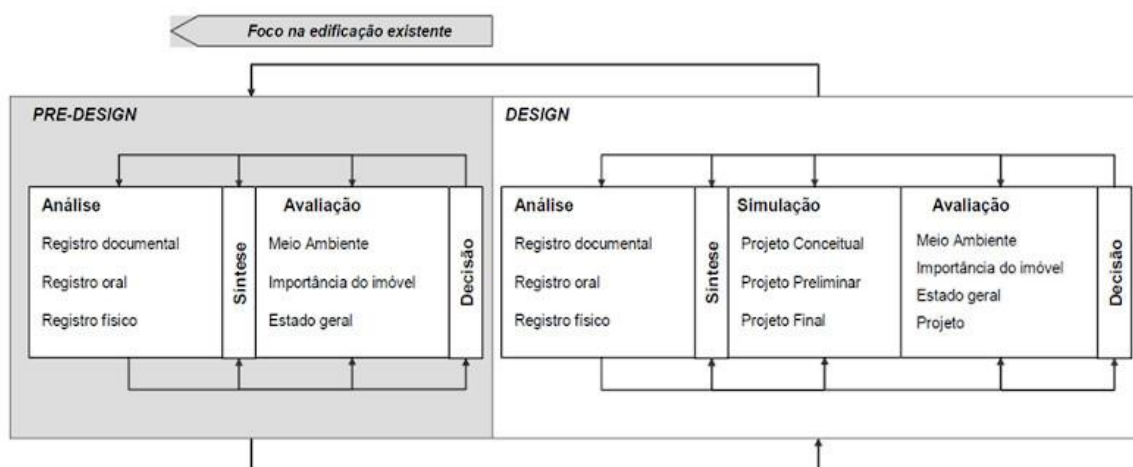 Foco na edificação existente
PRE-DESIGN
Análise
Registro documental
Registro oral
Registro físico
Síntese
Avaliação
Meio Ambiente
Importância do imóvel
Estado geral
Decisão
DESIGN
Análise
Registro documental
Registro oral
Registro físico
Síntese
Simulação
Projeto Conceitual
Projeto Preliminar
Projeto Final
Avaliação
Meio Ambiente
Importância do imóvel
Estado geral
Projeto
Decisão